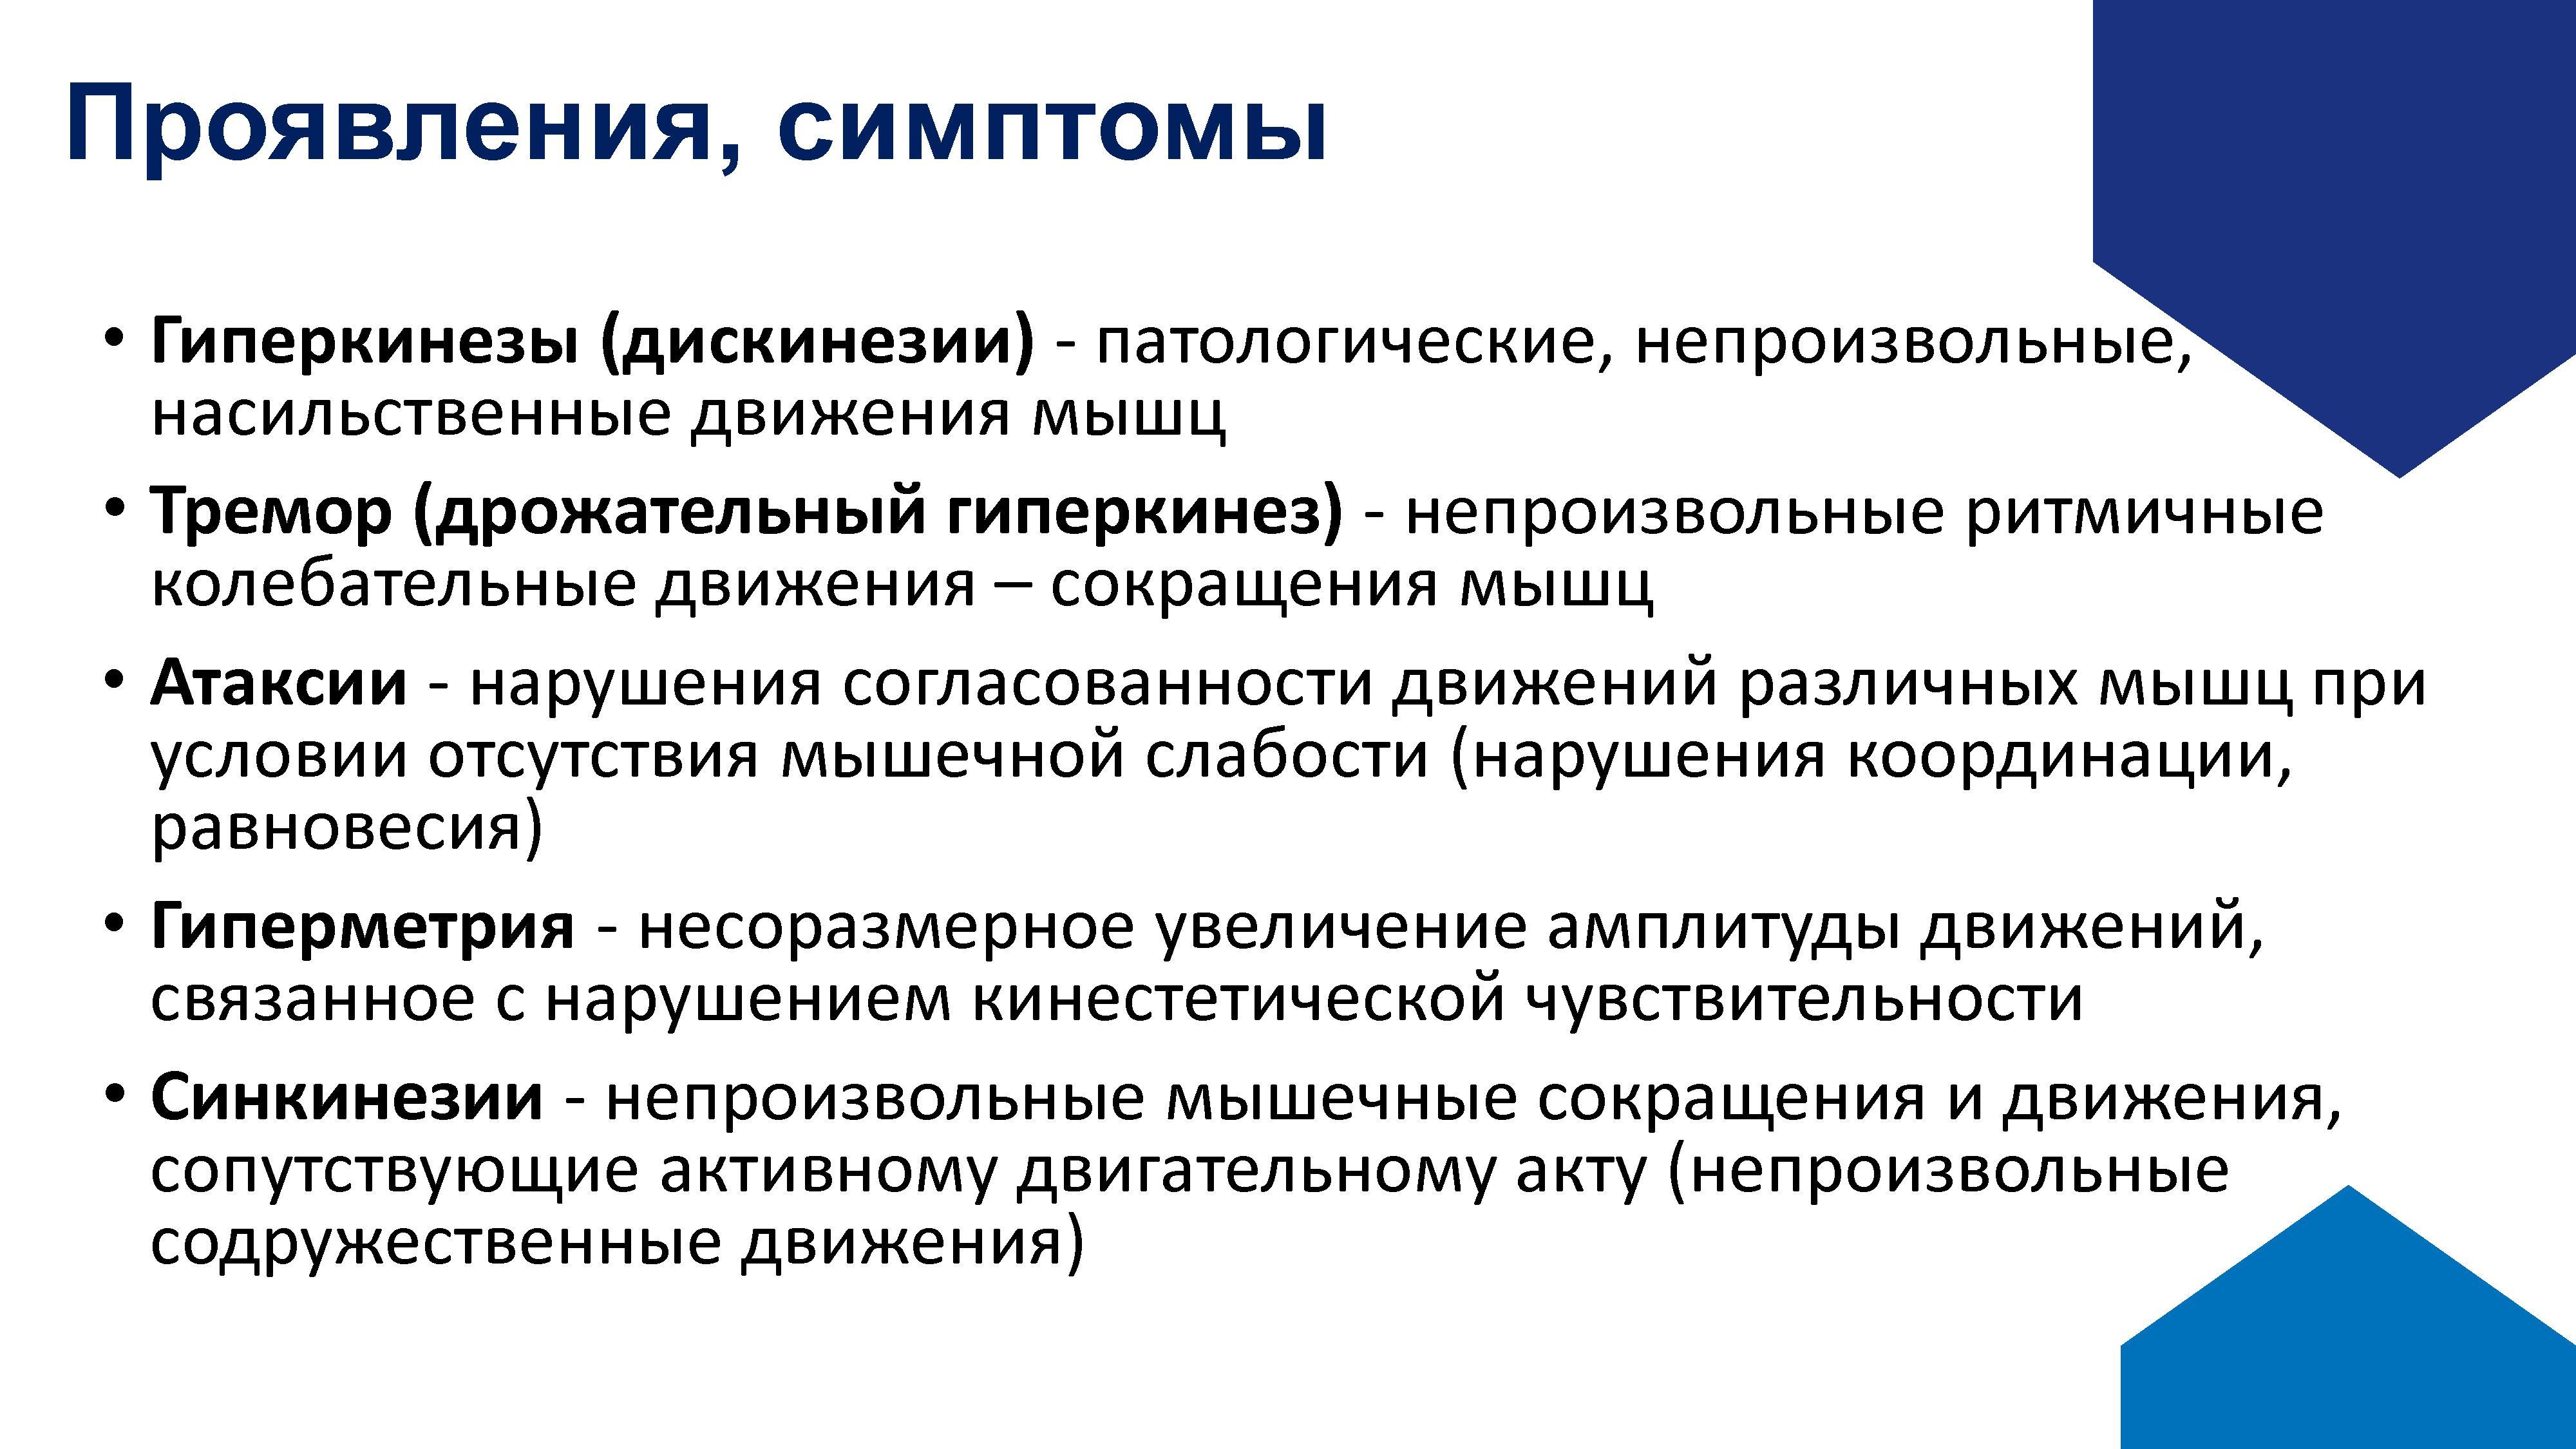 Проявления, симптомы
• Гиперкинезы (дискинезии) - патологические, непроизвольные,
насильственные движения мышц
• Тремор (дрожательный гиперкинез) - непроизвольные ритмичные
колебательные движения – сокращения мышц
• Атаксии - нарушения согласованности движений различных мышц при
условии отсутствия мышечной слабости (нарушения координации,
равновесия)
• Гиперметрия - несоразмерное увеличение амплитуды движений,
связанное с нарушением кинестетической чувствительности
• Синкинезии - непроизвольные мышечные сокращения и движения,
сопутствующие активному двигательному акту (непроизвольные
содружественные движения)